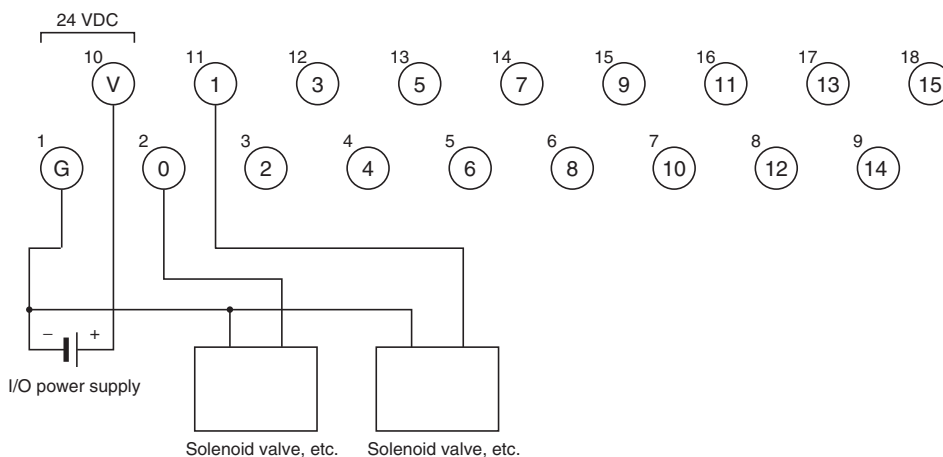 24 VDC
10 11 12 13 14 15 16 17 18
V 1 3 5 7 9 11 13 15
1 2 3 4 5 6 7 8 9
G 0 2 4 6 8 10 12 14
− +
I/O power supply
Solenoid valve, etc. Solenoid valve, etc.